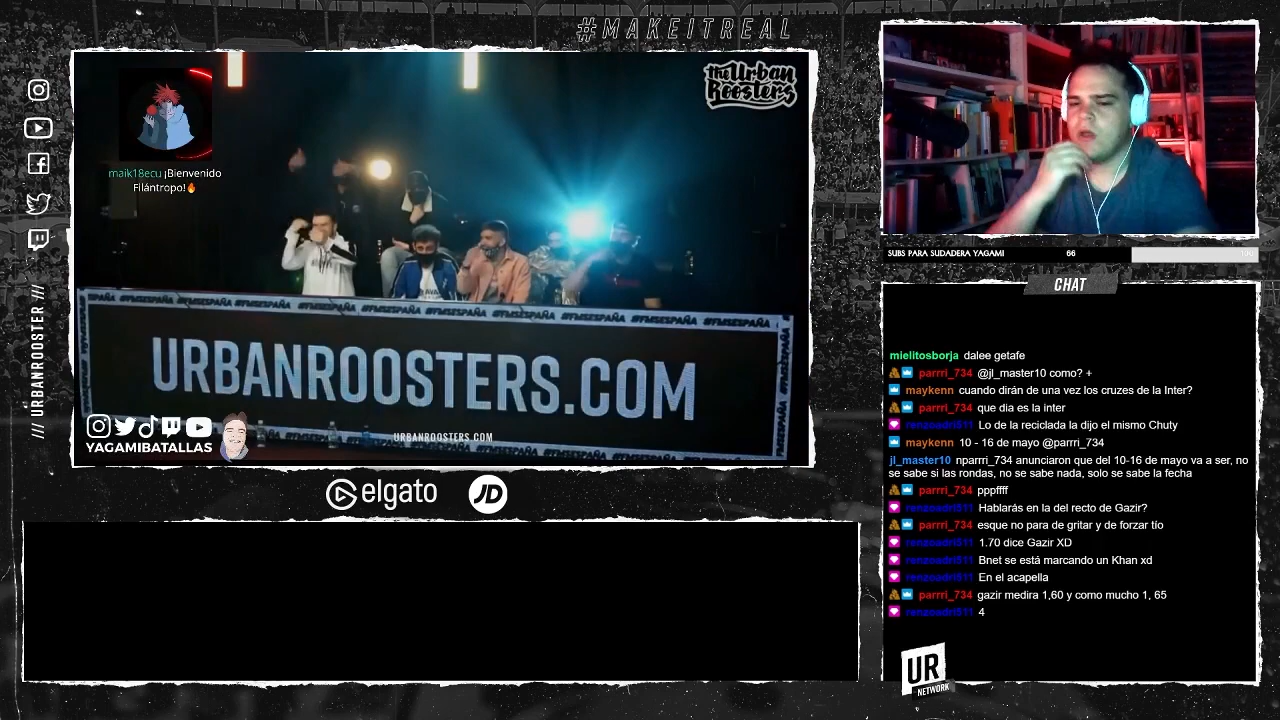 #MAKEITREAL
the Urban
Roosters
maik18ecu ¡Bienvenido
Filántropo!🔥
/// URBANROOSTER ///
#FMSESPAÑA #FMSESPAÑA #FMSESPAÑA #FMSESPAÑA #FMSESPAÑA #FMSESPAÑA #FMSESPAÑA
URBANROOSTERS.COM
URBANROOSTERS.COM
YAGAMIBATALLAS
elgato JD
SUBS PARA SUDADERA YAGAMI 66 100
CHAT
mielitosborja dalee getafe
parrri_734 @jl_master10 como? +
maykenn cuando dirán de una vez los cruzes de la Inter?
parrri_734 que dia es la inter
renzoadri511 Lo de la reciclada la dijo el mismo Chuty
maykenn 10 - 16 de mayo @parrri_734
jl_master10 nparrri_734 anunciaron que del 10-16 de mayo va a ser, no
se sabe si las rondas, no se sabe nada, solo se sabe la fecha
parrri_734 pppffff
renzoadri511 Hablarás en la del recto de Gazir?
parrri_734 esque no para de gritar y de forzar tío
renzoadri511 1.70 dice Gazir XD
renzoadri511 Bnet se está marcando un Khan xd
renzoadri511 En el acapella
parrri_734 gazir medira 1,60 y como mucho 1, 65
renzoadri511 4
UR
NETWORK